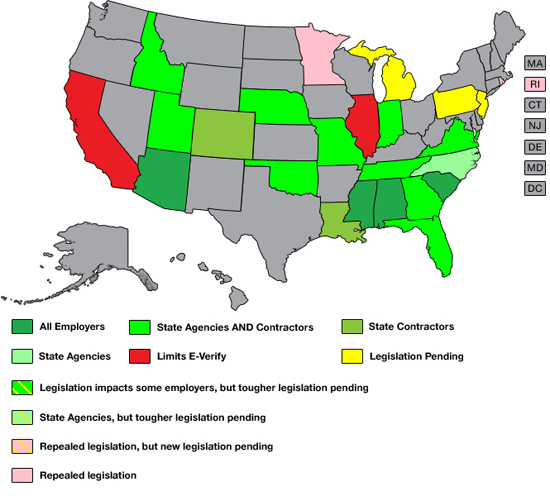 MA
RI
CT
NJ
DE
MD
DC
All Employers
State Agencies AND Contractors
State Contractors
State Agencies
Limits E-Verify
Legislation Pending
Legislation impacts some employers, but tougher legislation pending
State Agencies, but tougher legislation pending
Repealed legislation, but new legislation pending
Repealed legislation